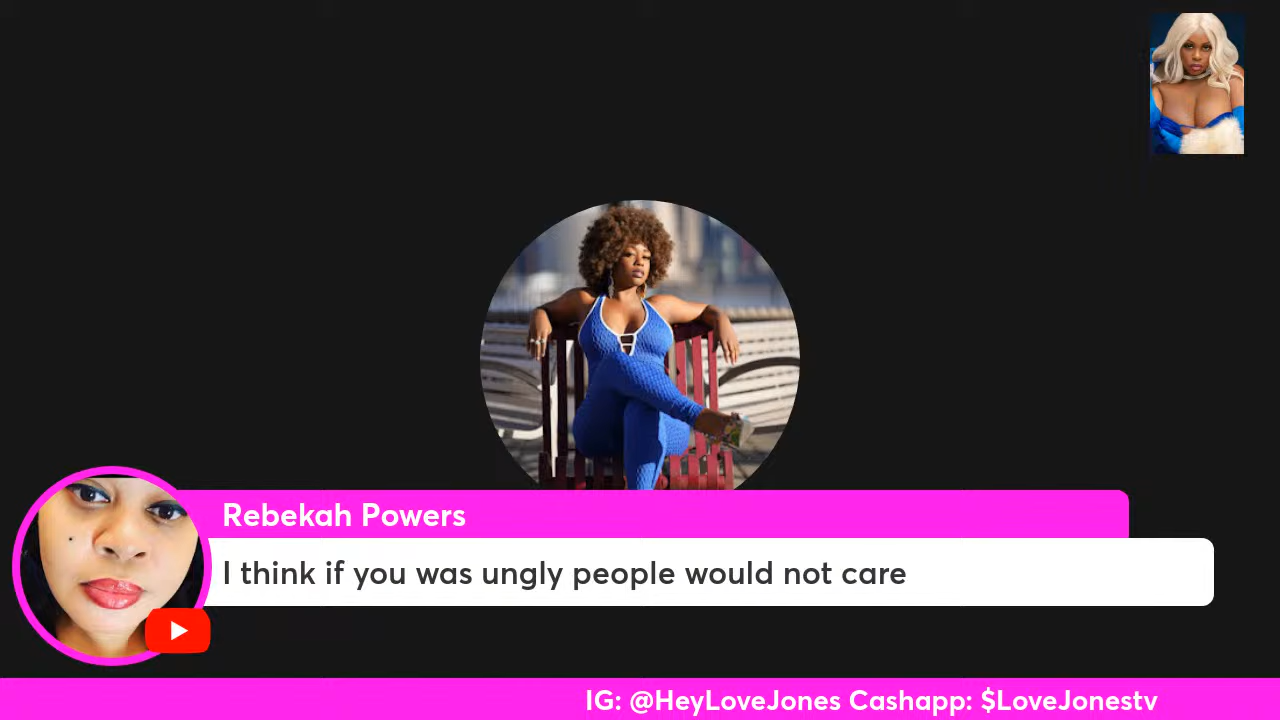 Rebekah Powers
I think if you was ungly people would not care
IG: @HeyLoveJones Cashapp: $LoveJonestv